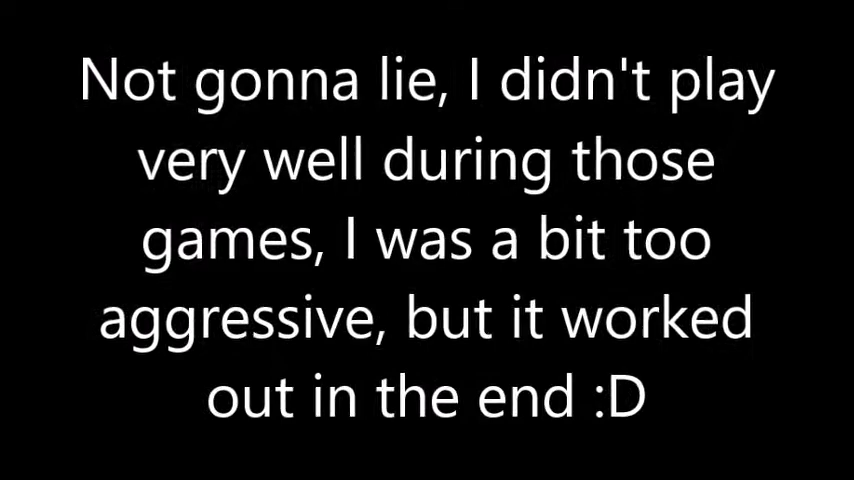 Not gonna lie, I didn't play
very well during those
games, I was a bit too
aggressive, but it worked
out in the end :D